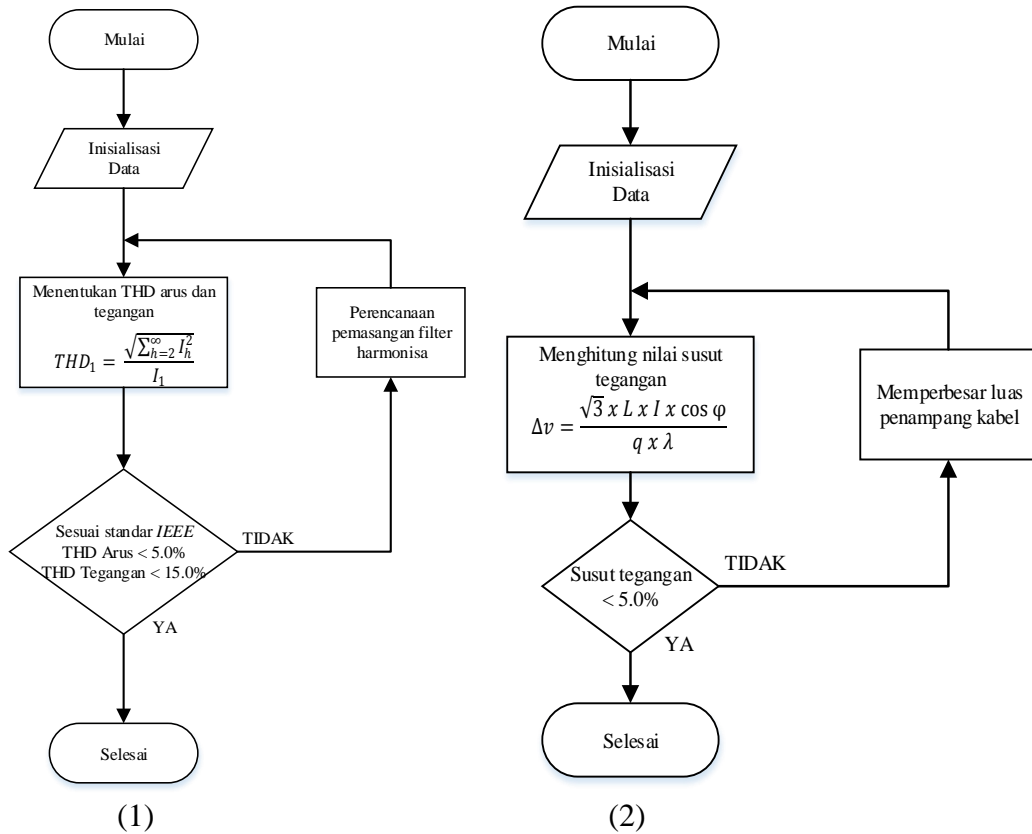 Mulai
Inisialisasi
Data
Menentukan THD arus dan
tegangan
THD₁ = √(∑_{h=2}^{∞} I_h²) / I₁
Perencanaan
pemasangan filter
harmonisa
Sesuai standar IEEE
THD Arus < 5.0%
THD Tegangan < 15.0%
TIDAK
YA
Selesai
(1)
Mulai
Inisialisasi
Data
Menghitung nilai susut
tegangan
Δv = (√3 x L x I x cos φ) / (q x λ)
Memperbesar luas
penampang kabel
Susut tegangan
< 5.0%
TIDAK
YA
Selesai
(2)